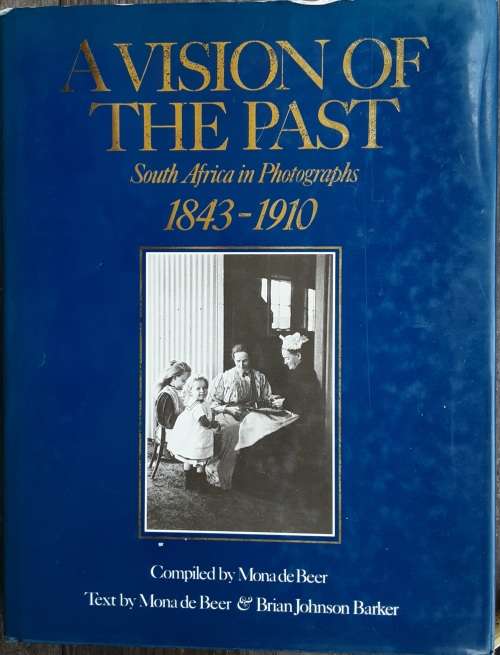 A VISION OF
THE PAST
South Africa in Photographs
1843-1910
Compiled by Mona de Beer
Text by Mona de Beer & Brian Johnson Barker